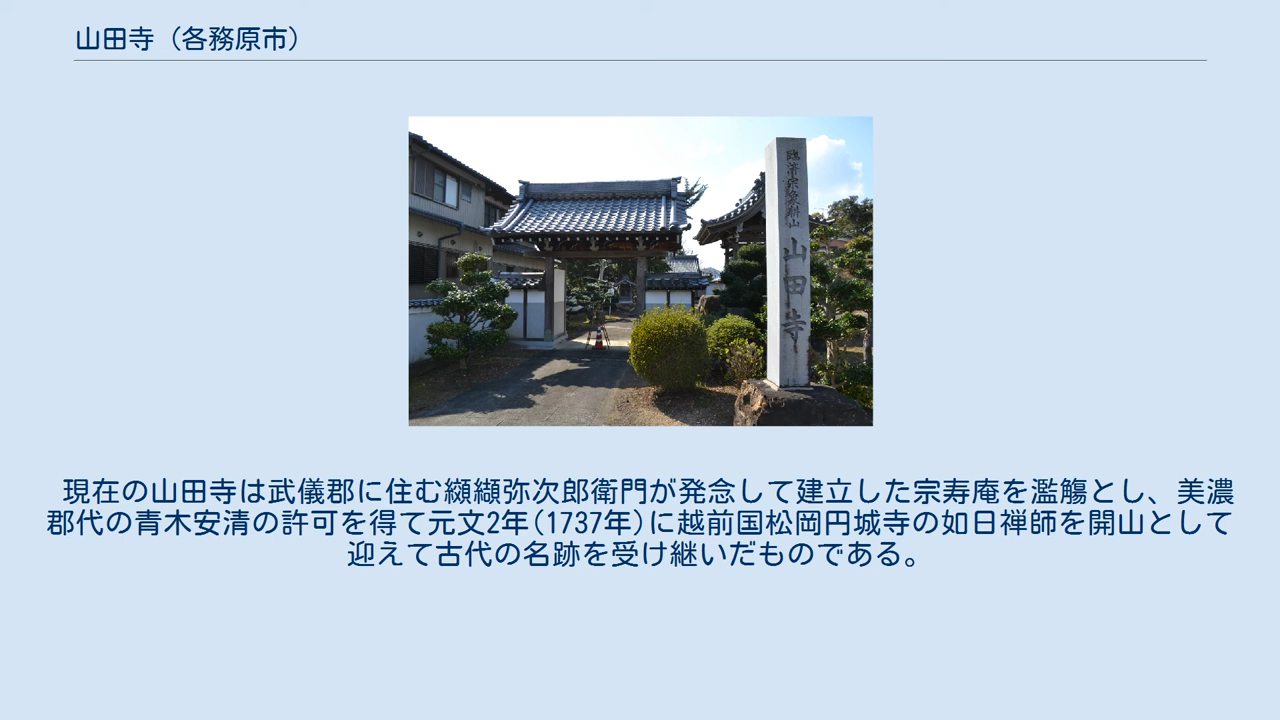 山田寺（各務原市）
臨済宗
山田寺
現在の山田寺は武儀郡に住む纐纈弥次郎衛門が発念して建立した宗寿庵を濫觴とし、美濃
郡代の青木安清の許可を得て元文2年(1737年)に越前国松岡円城寺の如日禅師を開山として
迎えて古代の名跡を受け継いだものである。